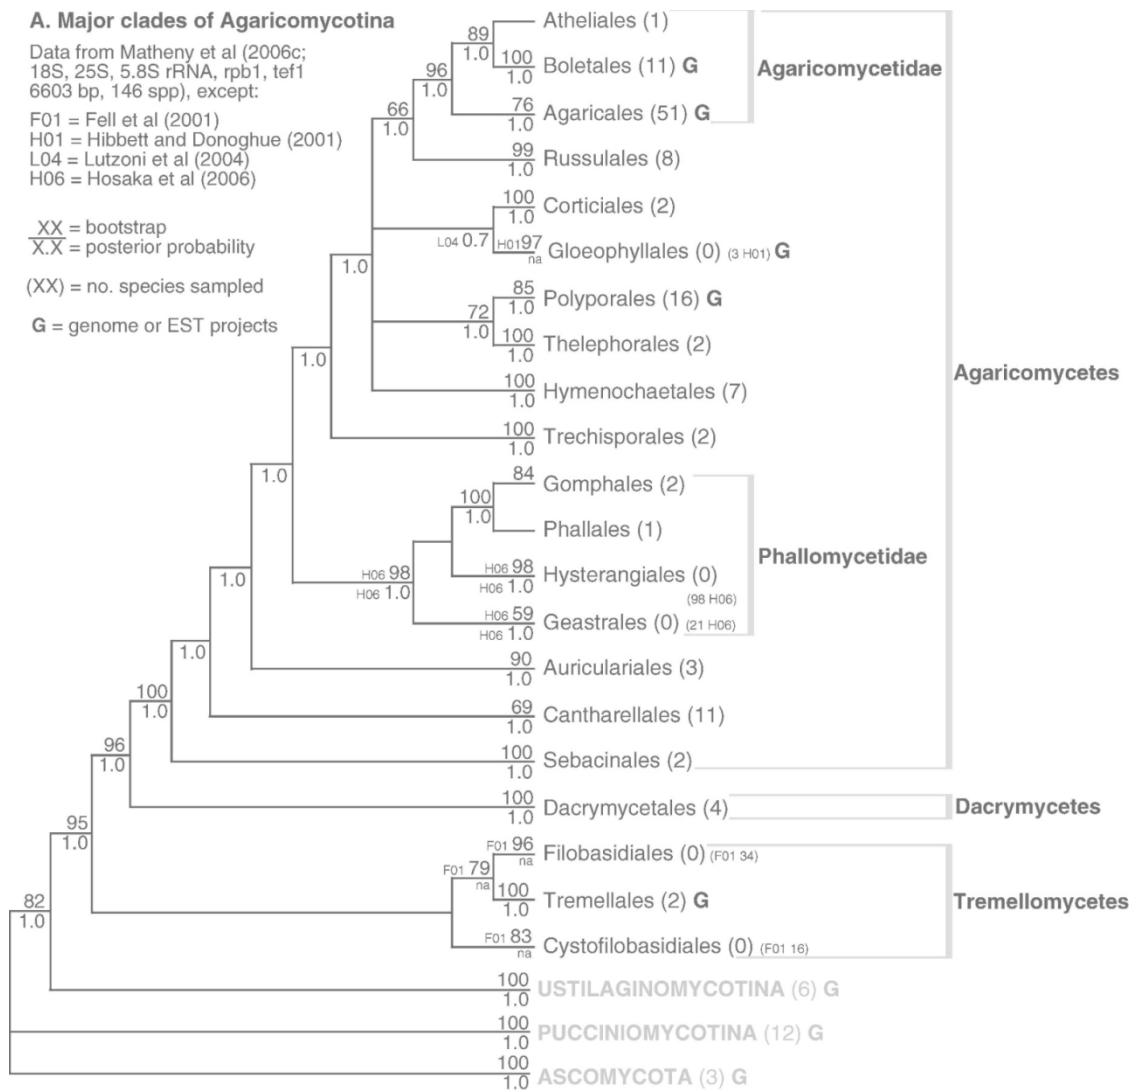 A. Major clades of Agaricomycotina
Data from Matheny et al (2006c;
18S, 25S, 5.8S rRNA, rpb1, tef1
6603 bp, 146 spp), except:
F01 = Fell et al (2001)
H01 = Hibbett and Donoghue (2001)
L04 = Lutzoni et al (2004)
H06 = Hosaka et al (2006)
XX = bootstrap
X.X = posterior probability
(XX) = no. species sampled
G = genome or EST projects
Atheliales (1)
89
1.0
100
1.0
Boletales (11) G
Agaricomycetidae
96
1.0
76
1.0
Agaricales (51) G
66
1.0
99
1.0
Russulales (8)
100
1.0
Corticiales (2)
L04 0.7
H01 97
na
Gloeophyllales (0) (3 H01) G
1.0
85
1.0
Polyporales (16) G
72
1.0
100
1.0
Thelephorales (2)
1.0
Agaricomycetes
100
1.0
Hymenochaetales (7)
100
1.0
Trechisporales (2)
1.0
84
Gomphales (2)
100
1.0
Phallales (1)
Phallomycetidae
H06 98
H06 1.0
H06 98
H06 1.0
Hysterangiales (0)
(98 H06)
1.0
H06 59
H06 1.0
Geastrales (0) (21 H06)
1.0
90
1.0
Auriculariales (3)
100
1.0
69
1.0
Cantharellales (11)
96
1.0
100
1.0
Sebacinales (2)
100
1.0
Dacrymycetales (4)
Dacrymycetes
95
1.0
F01 96
na
Filobasidiales (0) (F01 34)
F01 79
na
100
1.0
Tremellales (2) G
Tremellomycetes
82
1.0
F01 83
na
Cystofilobasidiales (0) (F01 16)
100
1.0
USTILAGINOMYCOTINA (6) G
100
1.0
PUCCINIOMYCOTINA (12) G
100
1.0
ASCOMYCOTA (3) G